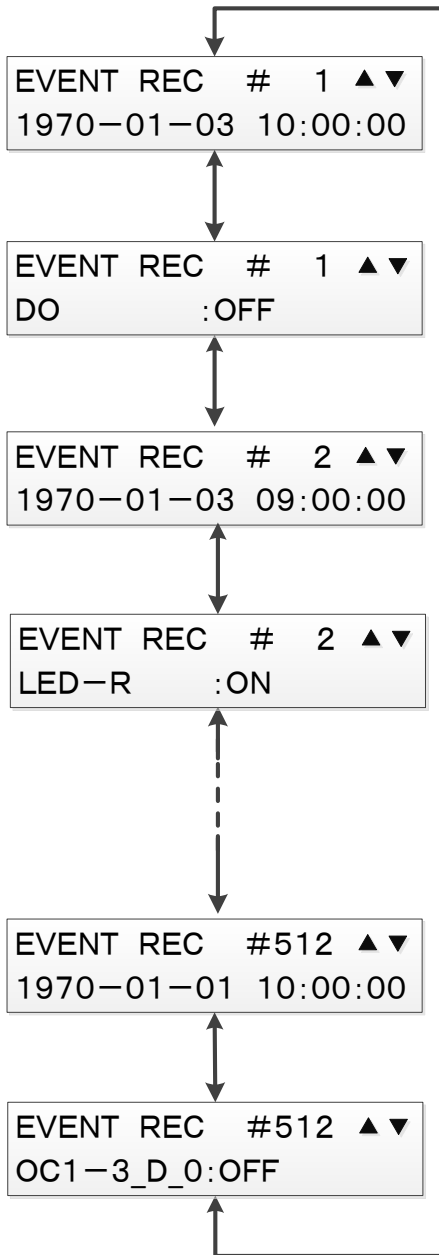 EVENT REC # 1 ▲ ▼
1970−01−03 10:00:00
EVENT REC # 1 ▲ ▼
DO :OFF
EVENT REC # 2 ▲ ▼
1970−01−03 09:00:00
EVENT REC # 2 ▲ ▼
LED−R :ON
EVENT REC #512 ▲ ▼
1970−01−01 10:00:00
EVENT REC #512 ▲ ▼
OC1−3_D_0:OFF